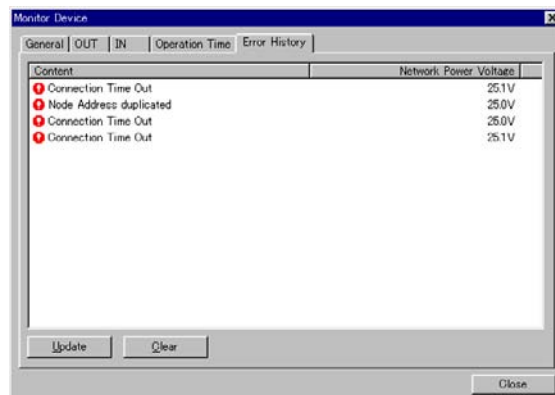 Monitor Device
General OUT IN Operation Time Error History
Content Network Power Voltage
Connection Time Out 25.1V
Node Address duplicated 25.0V
Connection Time Out 25.0V
Connection Time Out 25.1V
Update Clear
Close